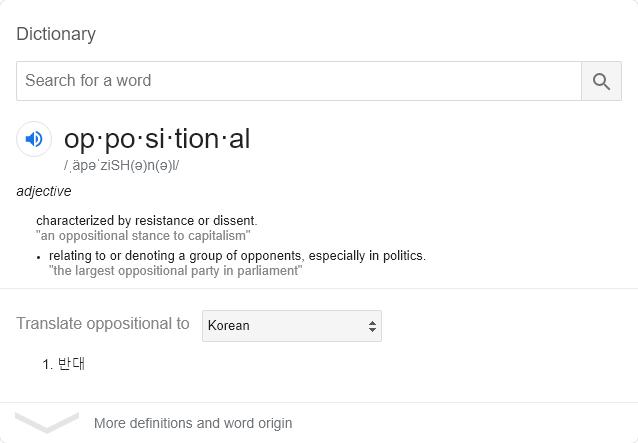 Dictionary
Search for a word
op·po·si·tion·al
/ˌäpəˈziSH(ə)n(ə)l/
adjective
characterized by resistance or dissent.
"an oppositional stance to capitalism"
• relating to or denoting a group of opponents, especially in politics.
"the largest oppositional party in parliament"
Translate oppositional to Korean
1. 반대
More definitions and word origin